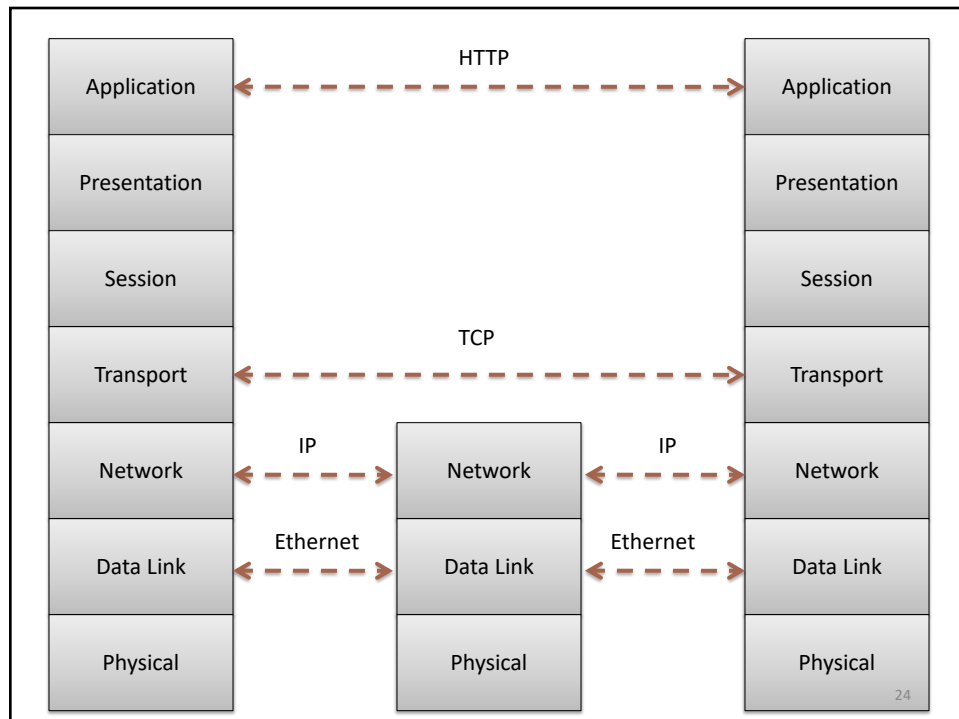 HTTP
Application
Application
Presentation
Presentation
Session
Session
TCP
Transport
Transport
IP
IP
Network
Network
Network
Ethernet
Ethernet
Data Link
Data Link
Data Link
Physical
Physical
Physical
24